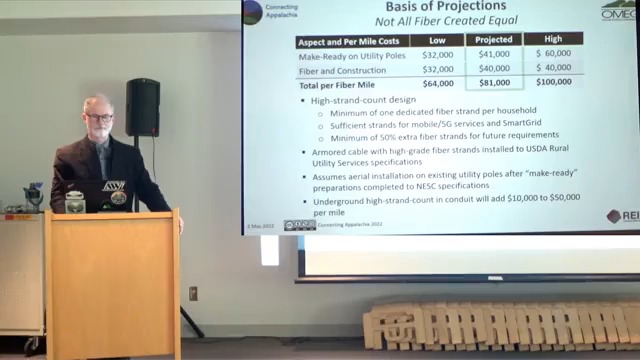 Connecting
Appalachia
Basis of Projections
Not All Fiber Created Equal
OMEG
Aspect and Per Mile Costs Low Projected High
Make-Ready on Utility Poles $32,000 $41,000 $ 60,000
Fiber and Construction $32,000 $40,000 $ 40,000
Total per Fiber Mile $64,000 $81,000 $100,000
▪ High-strand-count design
o Minimum of one dedicated fiber strand per household
o Sufficient strands for mobile/5G services and SmartGrid
o Minimum of 50% extra fiber strands for future requirements
▪ Armored cable with high-grade fiber strands installed to USDA Rural
Utility Services specifications
▪ Assumes aerial installation on existing utility poles after "make-ready"
preparations completed to NESC specifications
▪ Underground high-strand-count in conduit will add $10,000 to $50,000
per mile
2 May, 2022
Connecting Appalachia 2022
REI